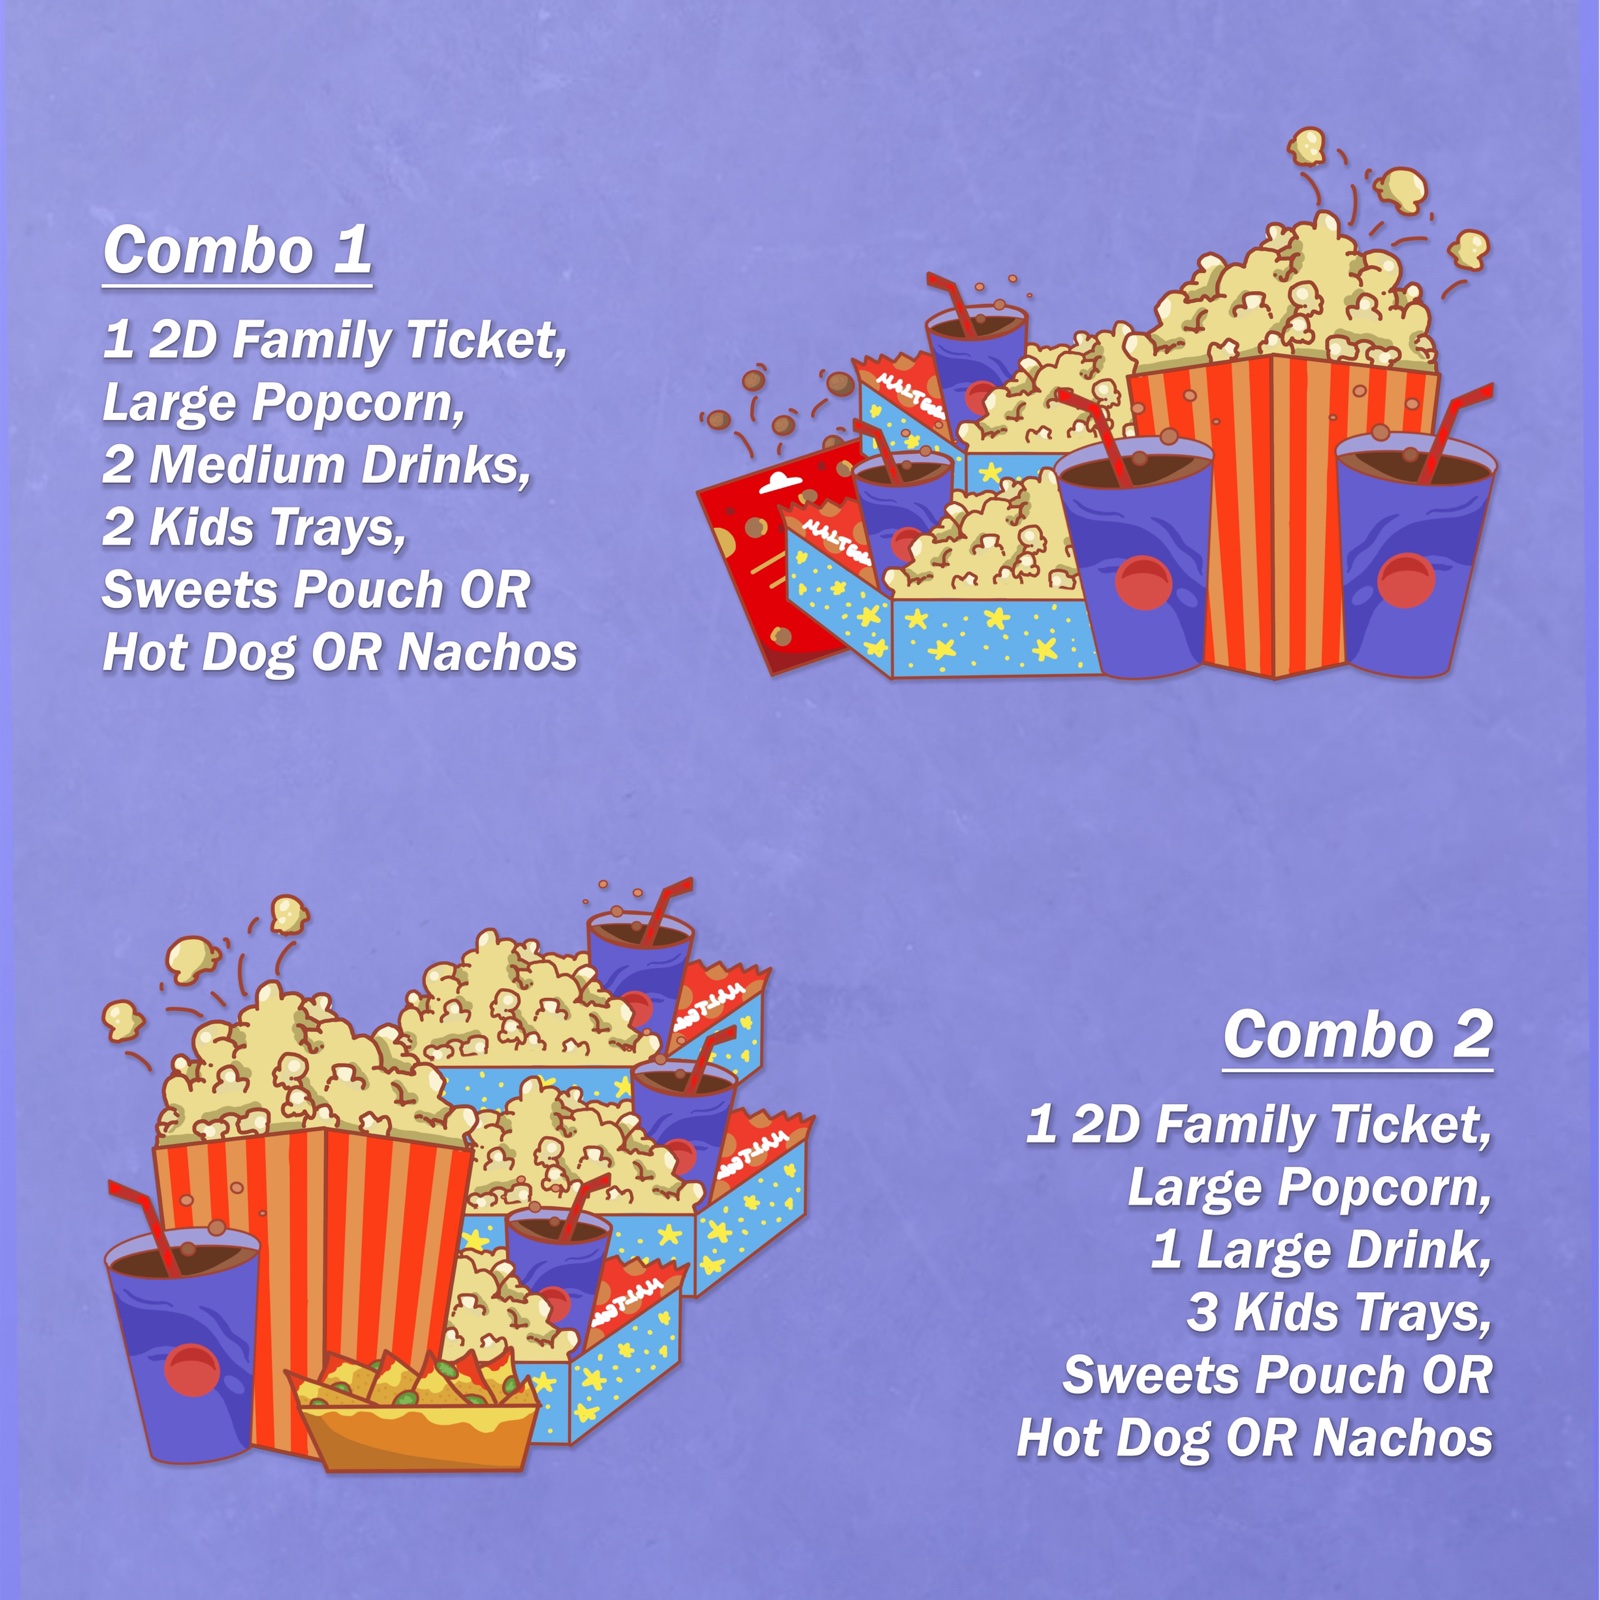 Combo 1
1 2D Family Ticket,
Large Popcorn,
2 Medium Drinks,
2 Kids Trays,
Sweets Pouch OR
Hot Dog OR Nachos
Combo 2
1 2D Family Ticket,
Large Popcorn,
1 Large Drink,
3 Kids Trays,
Sweets Pouch OR
Hot Dog OR Nachos